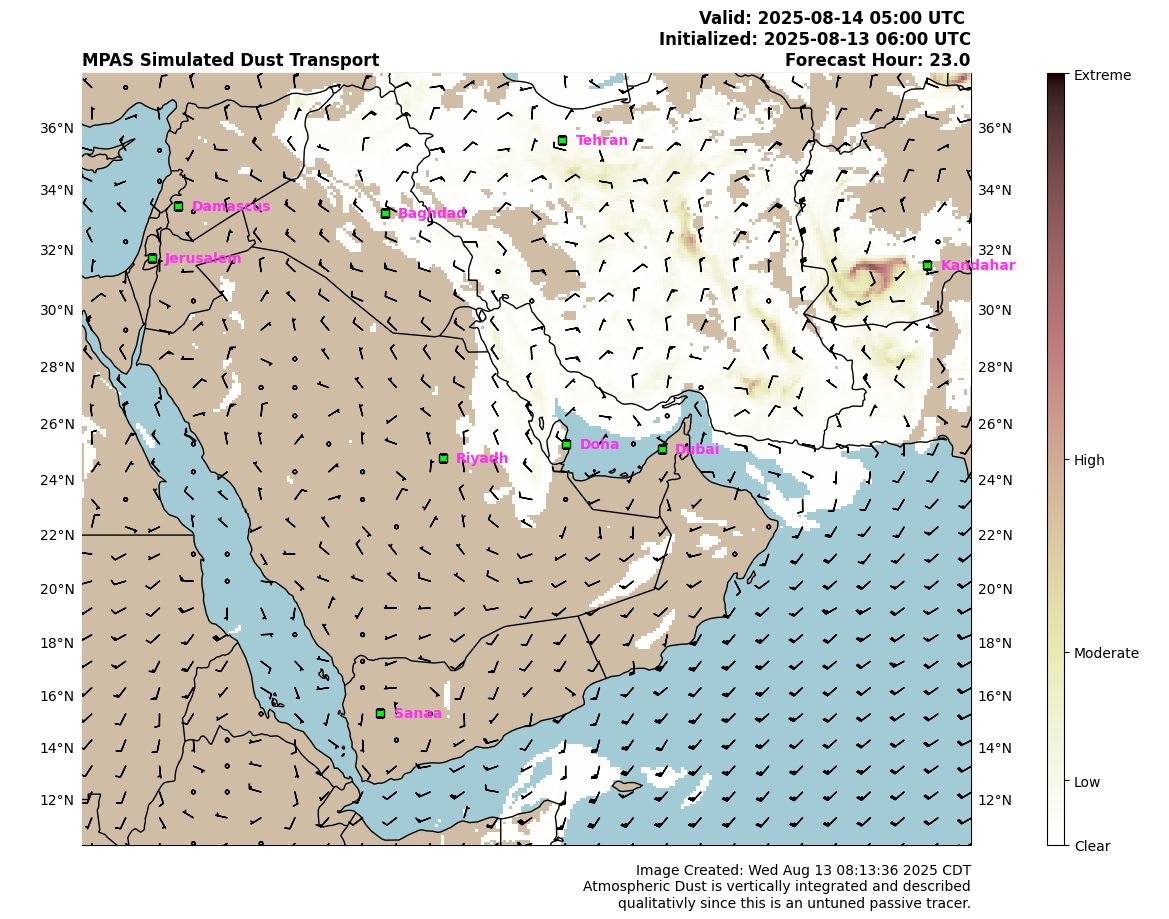 Valid: 2025-08-14 05:00 UTC
Initialized: 2025-08-13 06:00 UTC
MPAS Simulated Dust Transport Forecast Hour: 23.0
Extreme
36°N 36°N
Tehran
34°N 34°N
Damascus Baghdad
32°N 32°N
Jerusalem Kandahar
30°N 30°N
28°N 28°N
26°N 26°N
Doha Dubai
Riyadh High
24°N 24°N
22°N 22°N
20°N 20°N
18°N 18°N
Moderate
16°N 16°N
Sanaa
14°N 14°N
Low
12°N 12°N
Clear
Image Created: Wed Aug 13 08:13:36 2025 CDT
Atmospheric Dust is vertically integrated and described
qualitativly since this is an untuned passive tracer.